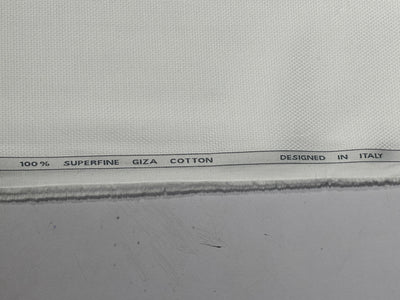 100% SUPERFINE GIZA COTTON DESIGNED IN ITALY